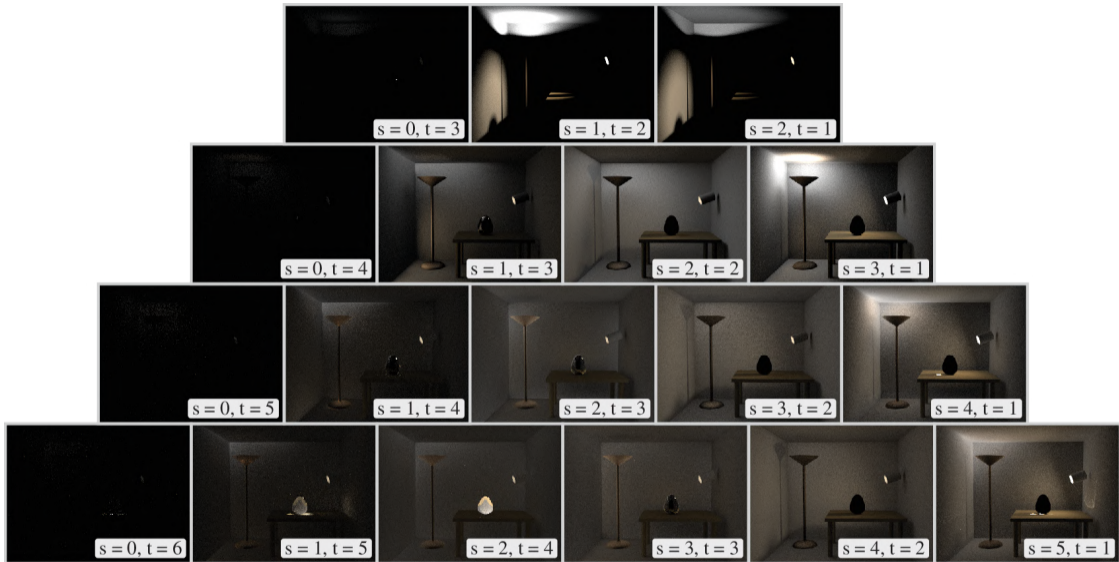 s = 0, t = 3
s = 1, t = 2
s = 2, t = 1
s = 0, t = 4
s = 1, t = 3
s = 2, t = 2
s = 3, t = 1
s = 0, t = 5
s = 1, t = 4
s = 2, t = 3
s = 3, t = 2
s = 4, t = 1
s = 0, t = 6
s = 1, t = 5
s = 2, t = 4
s = 3, t = 3
s = 4, t = 2
s = 5, t = 1